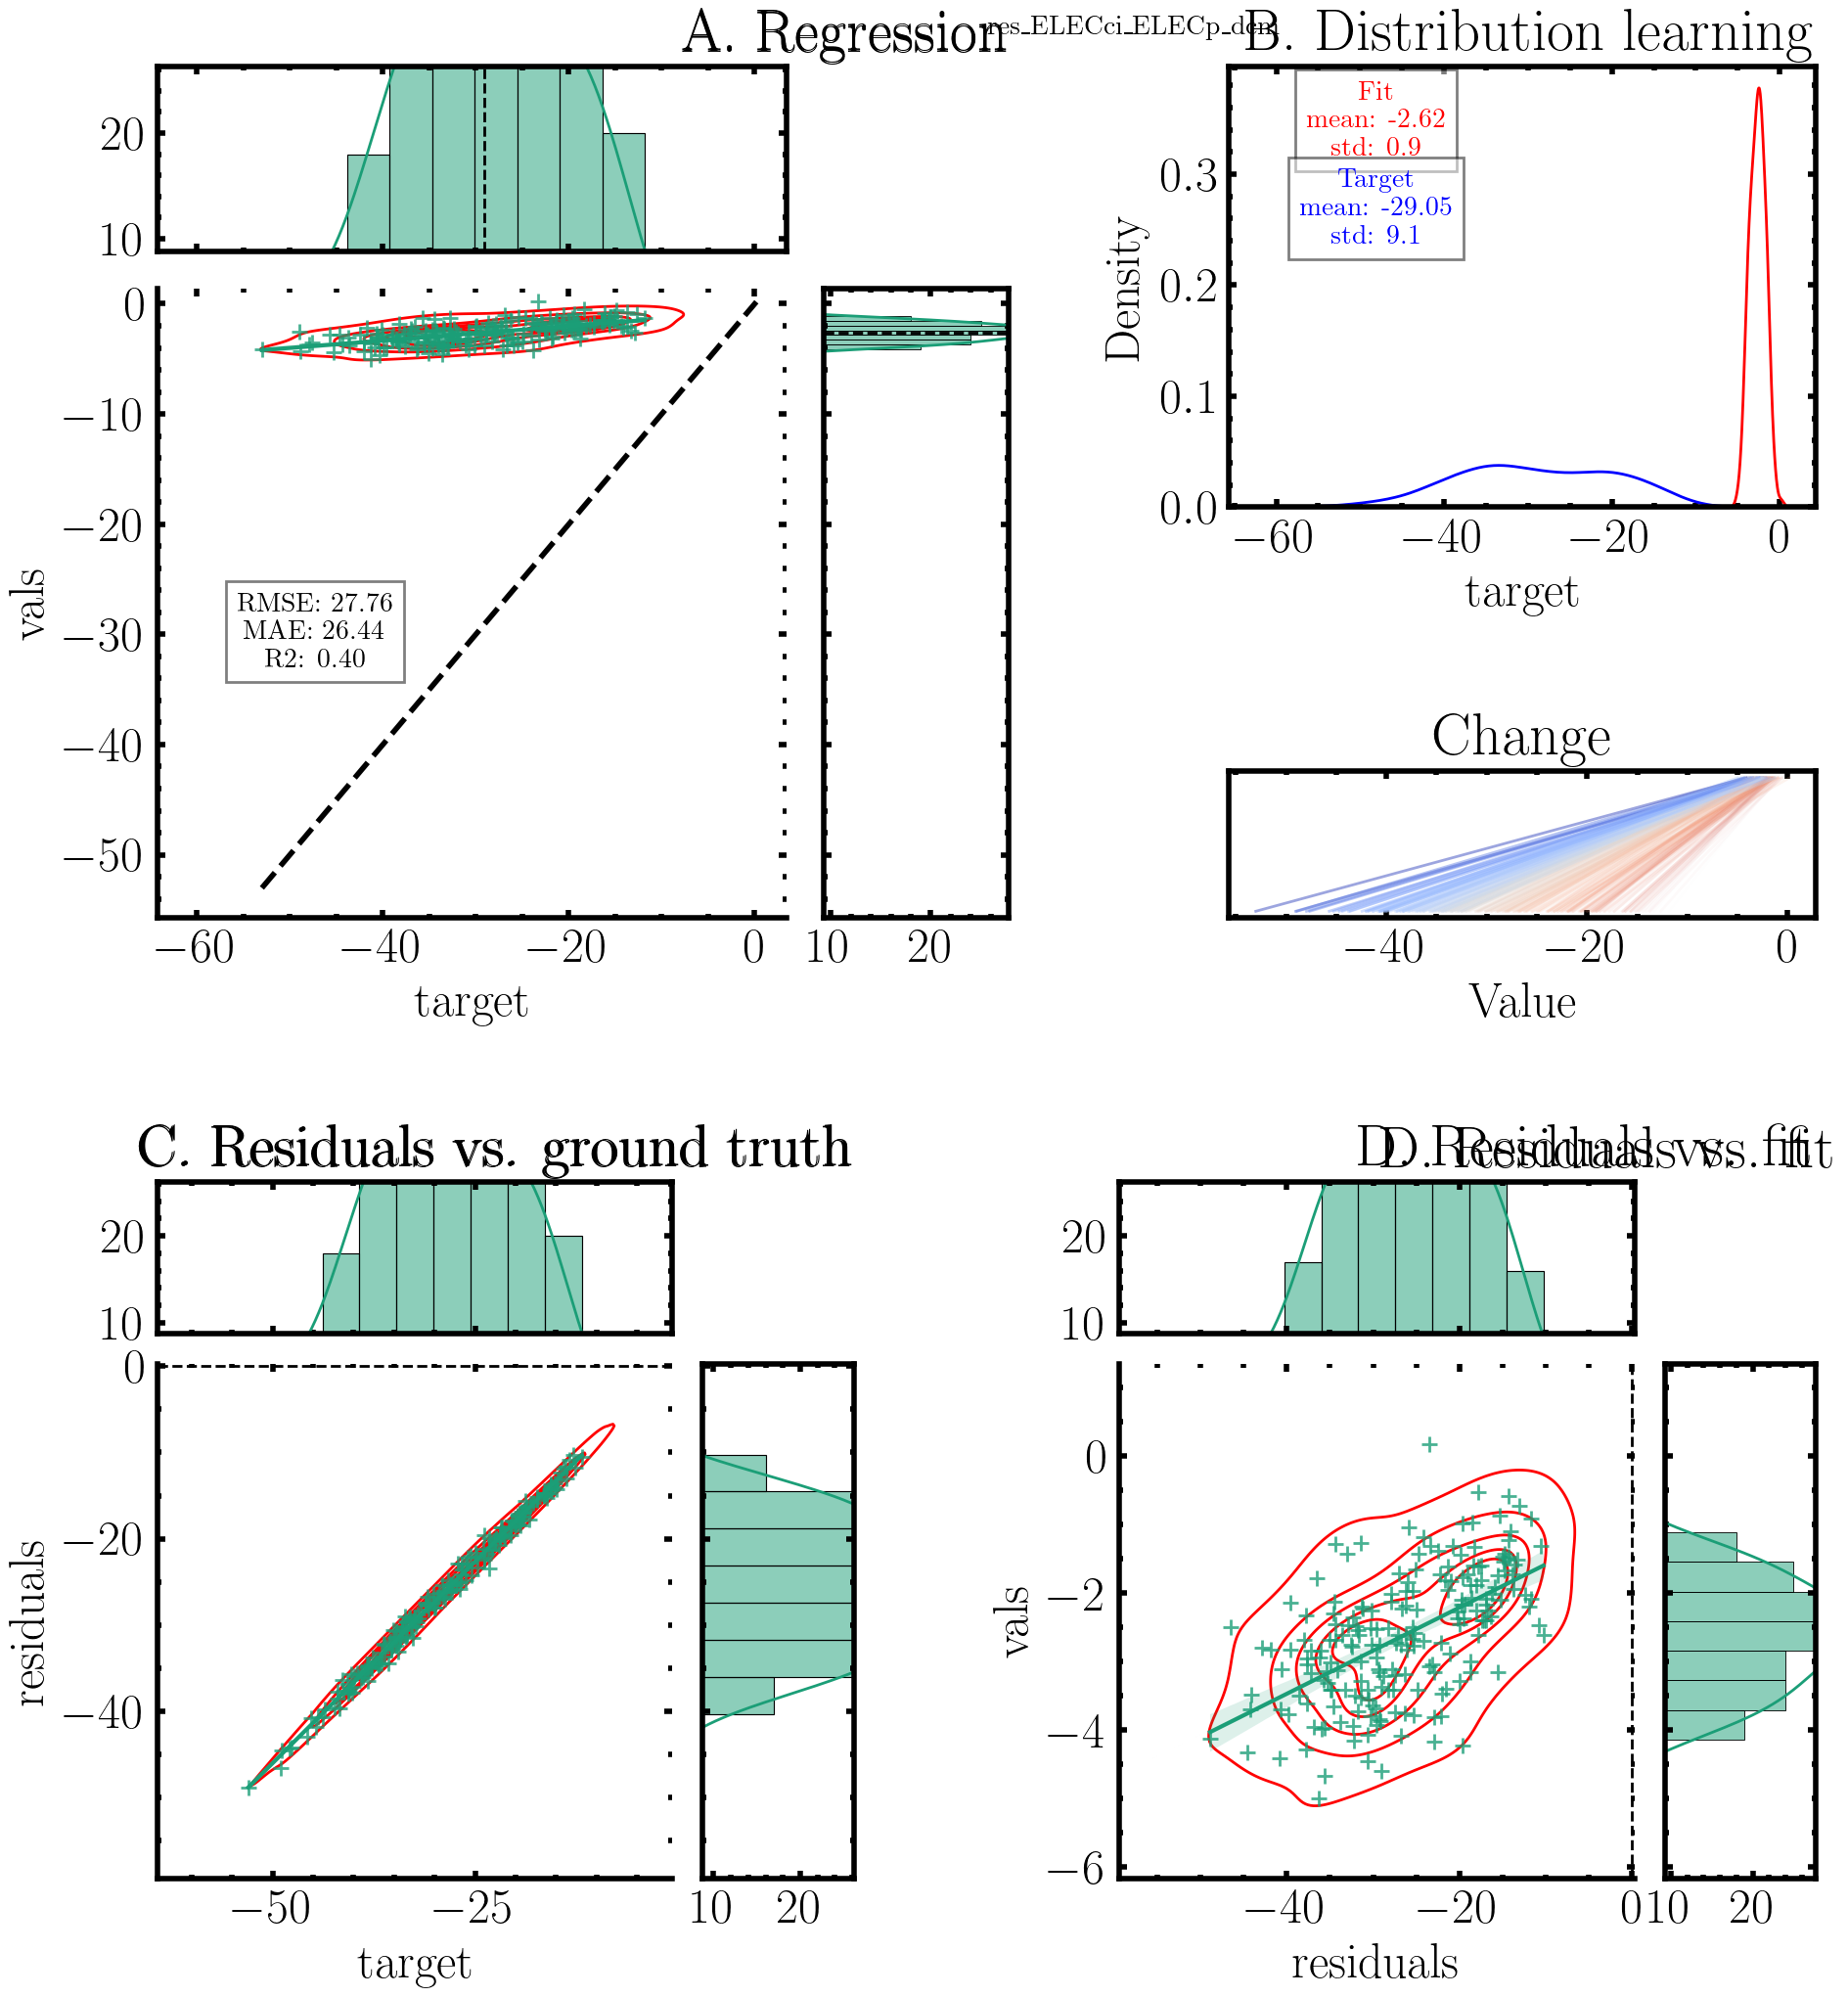 A. Regression
res_ELECci_ELECp_dcm
B. Distribution learning
20
10
0
−10
−20
−30
−40
−50
vals
RMSE: 27.76
MAE: 26.44
R2: 0.40
−60 −40 −20 0
target
10 20
Fit
mean: -2.62
std: 0.9
Target
mean: -29.05
std: 9.1
Density
0.3
0.2
0.1
0.0
−60 −40 −20 0
target
Change
−40 −20 0
Value
C. Residuals vs. ground truth
20
10
0
−20
−40
residuals
−50 −25
target
10 20
D. Residuals vs. fit
D. Residuals vs. fit
20
10
0
−2
−4
−6
vals
−40 −20 0
residuals
10 20